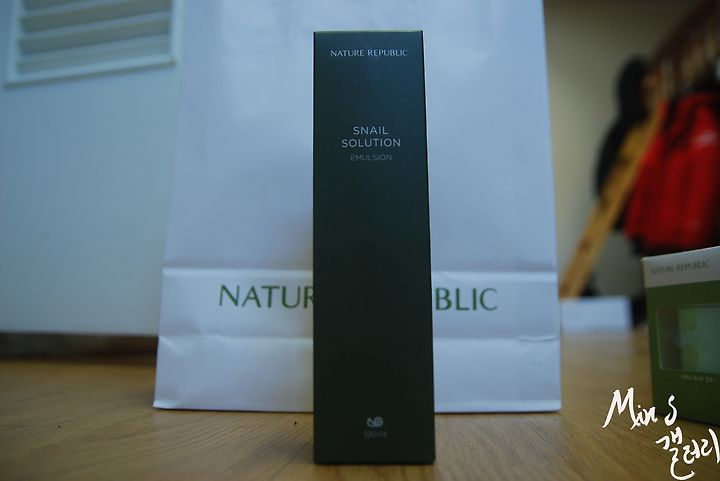 NATURE REPUBLIC
SNAIL
SOLUTION
EMULSION
120ml
NATUR BLIC
NATURE REPUBLIC
Min's
갤러리